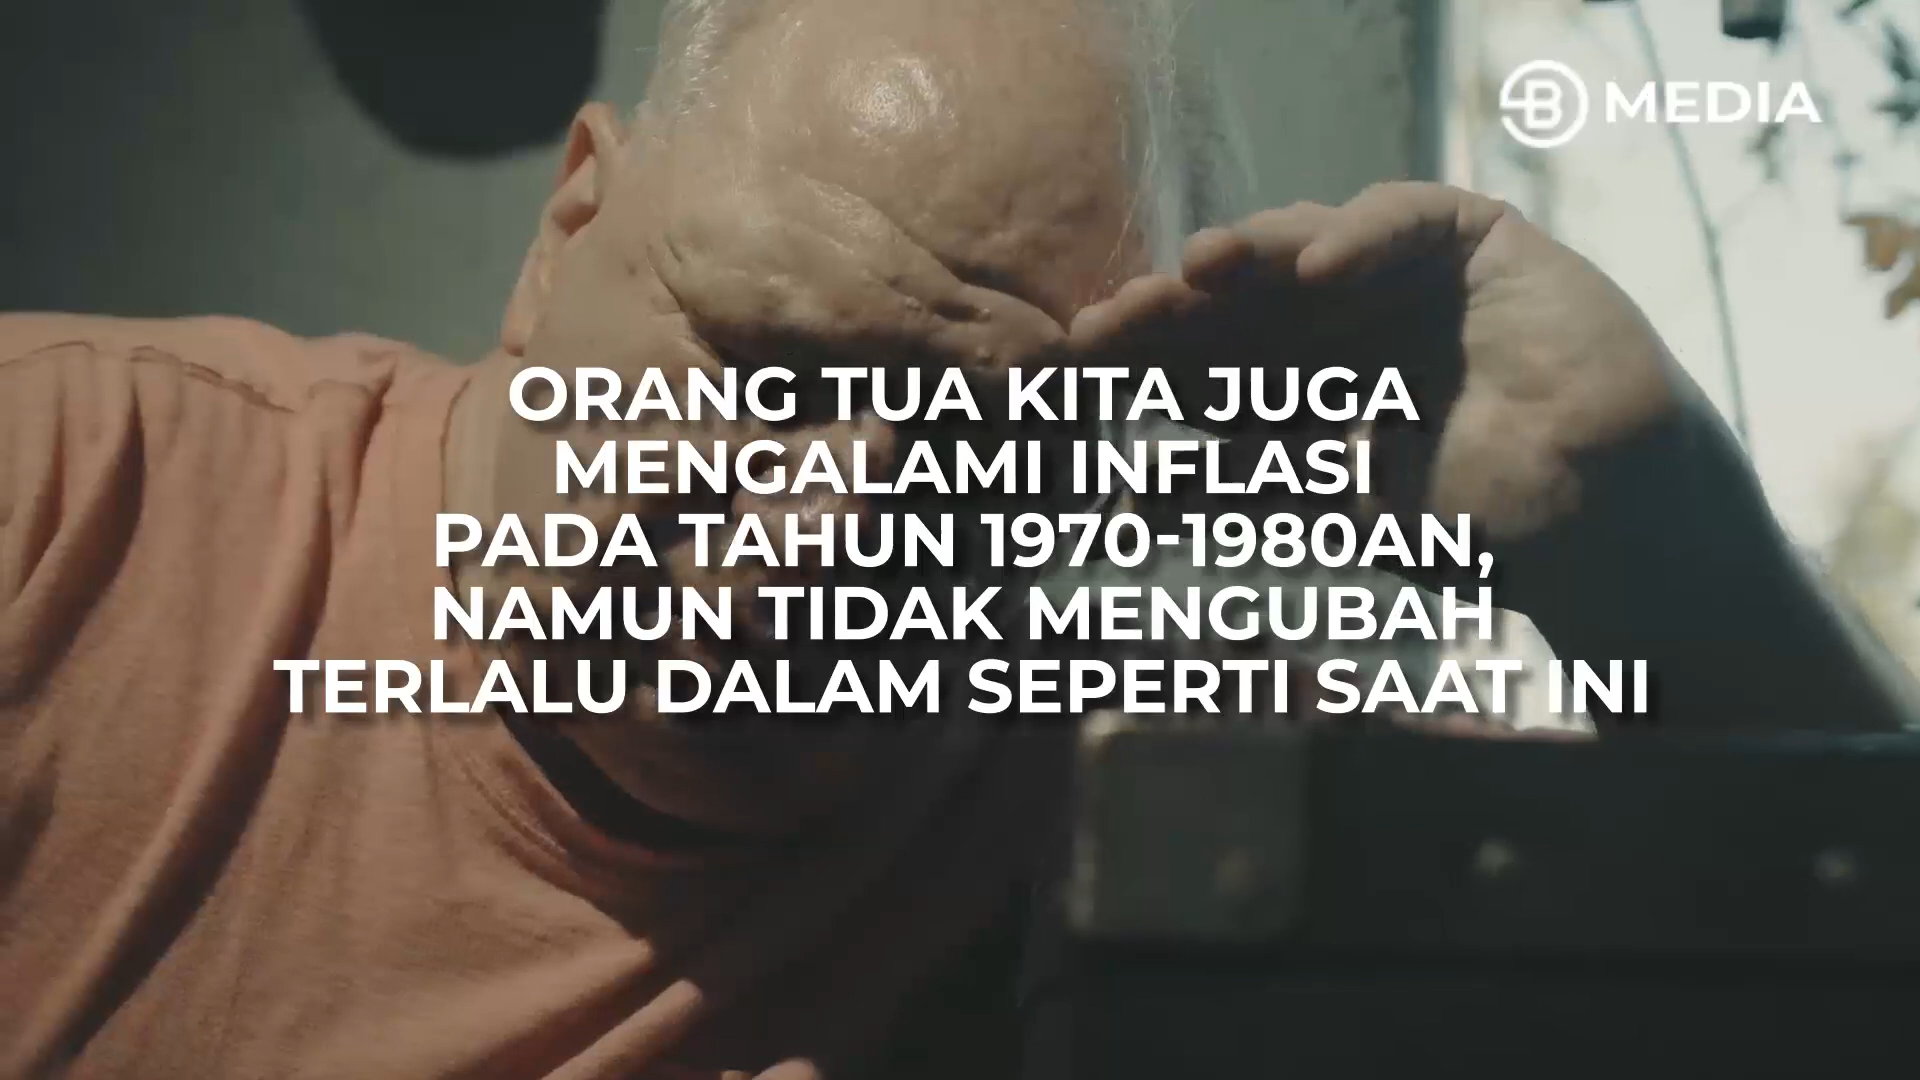 B MEDIA
ORANG TUA KITA JUGA
MENGALAMI INFLASI
PADA TAHUN 1970-1980AN,
NAMUN TIDAK MENGUBAH
TERLALU DALAM SEPERTI SAAT INI